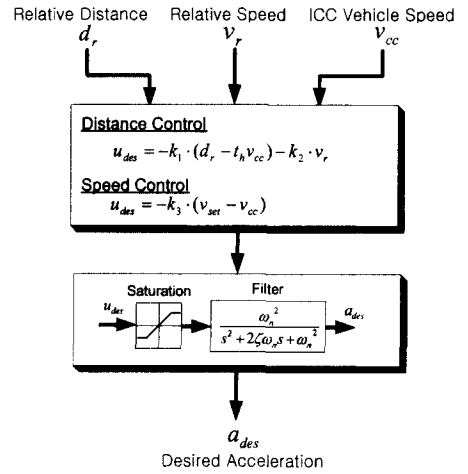 Relative Distance Relative Speed ICC Vehicle Speed
d_r v_r v_cc
Distance Control
u_des = -k_1 · (d_r - t_h v_cc) - k_2 · v_r
Speed Control
u_des = -k_3 · (v_set - v_cc)
Saturation Filter
u_des ω_n^2 / (s^2 + 2ζω_n s + ω_n^2) a_des
a_des
Desired Acceleration